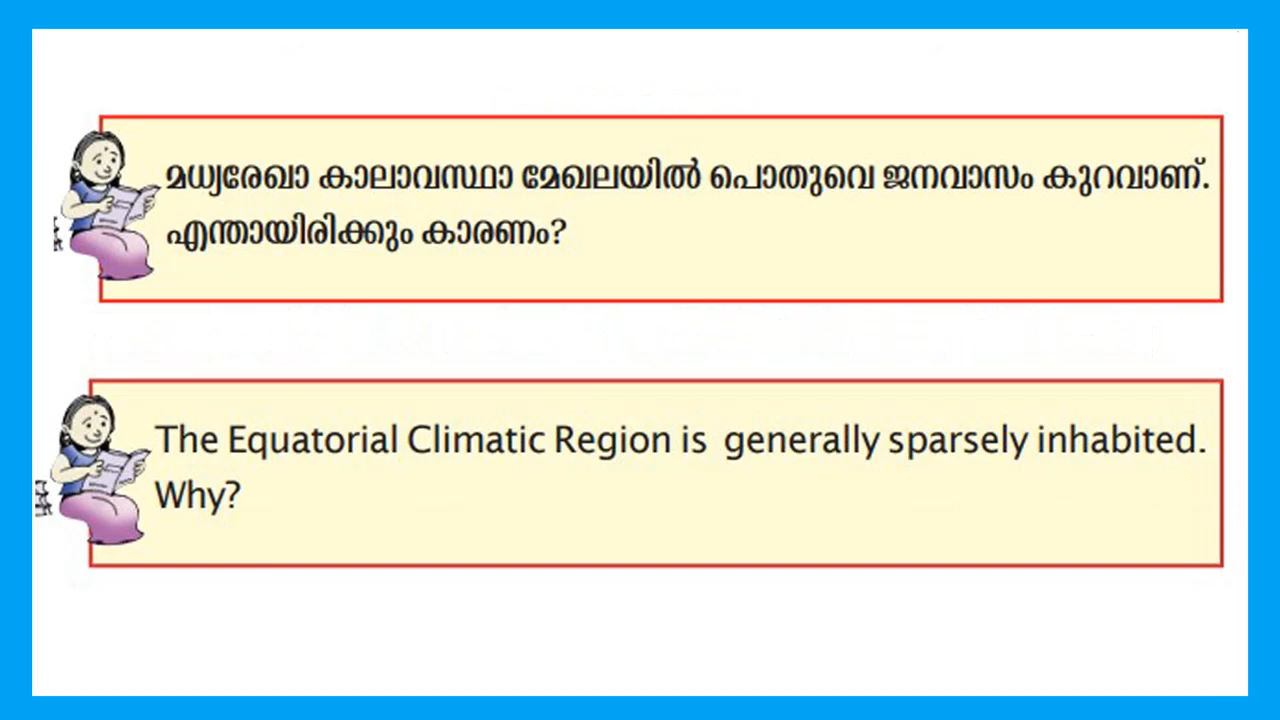 മധ്യരേഖാ കാലാവസ്ഥാ മേഖലയിൽ പൊതുവെ ജനവാസം കുറവാണ്.
എന്തായിരിക്കും കാരണം?
The Equatorial Climatic Region is generally sparsely inhabited.
Why?